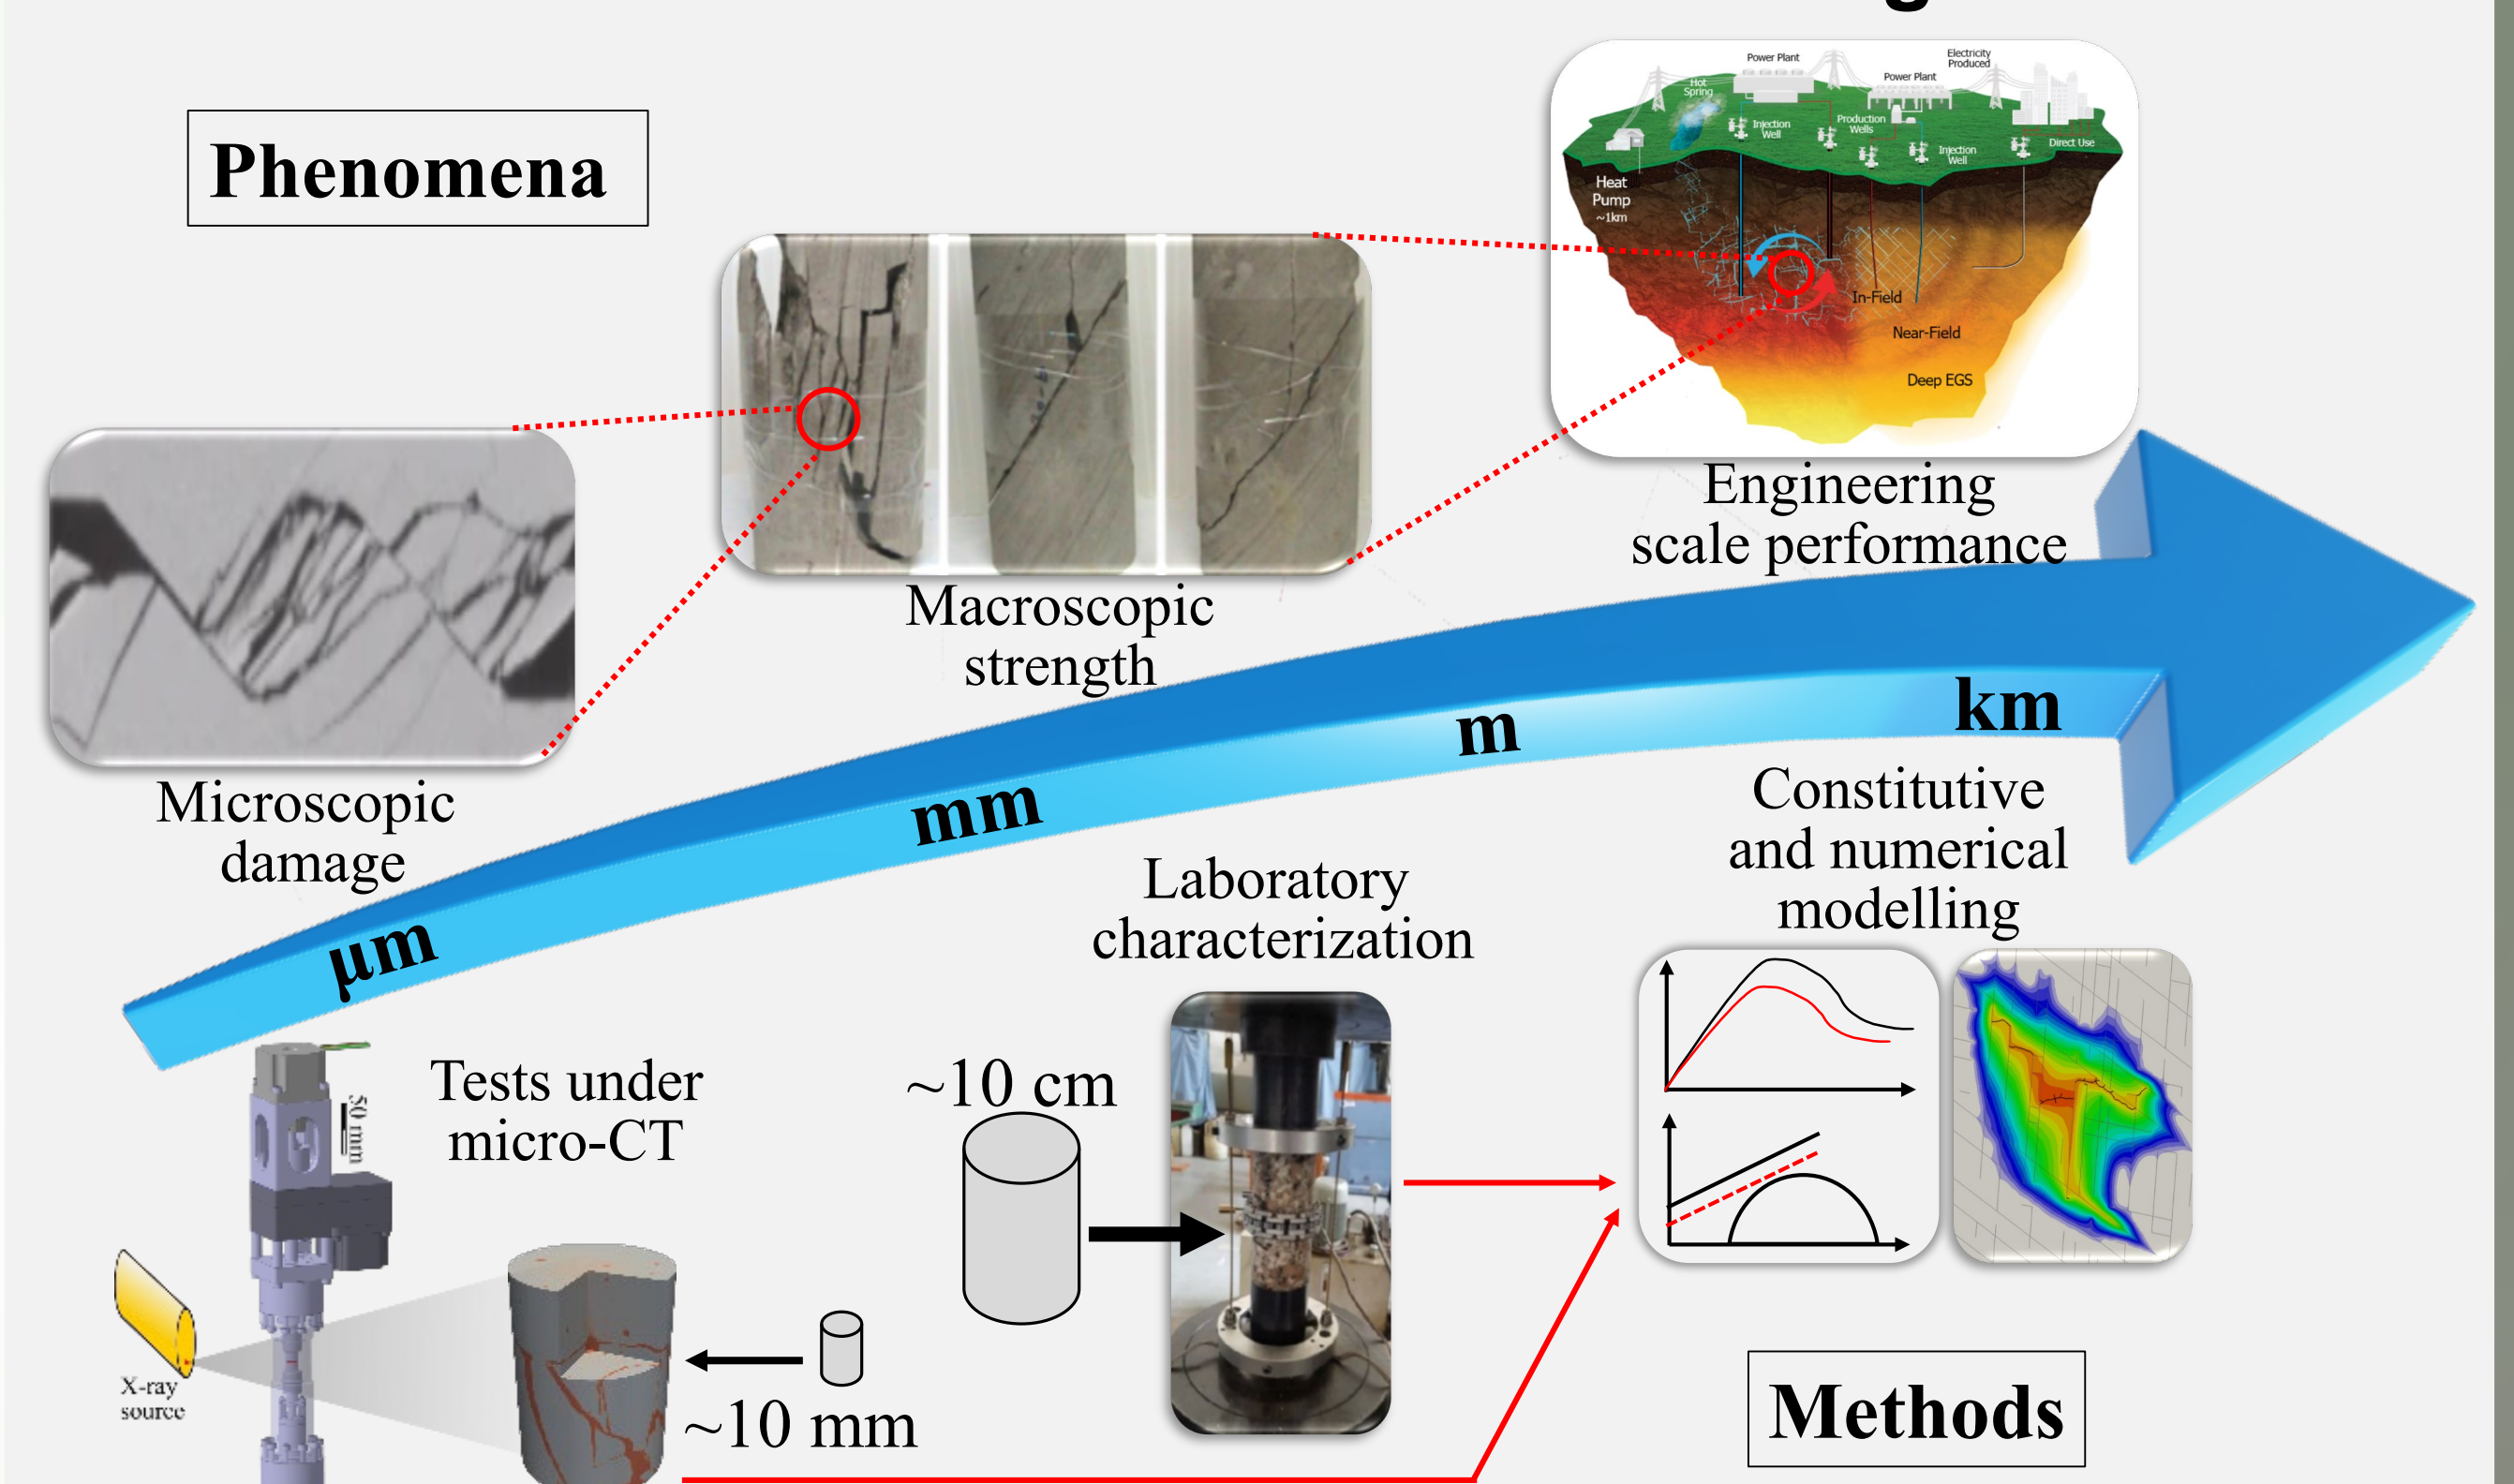 Phenomena
Power Plant
Electricity
Produced
Hot
Spring
Power Plant
Injection
Well
Production
Wells
Injection
Well
Direct Use
Heat
Pump
~1km
In-Field
Near-Field
Deep EGS
Engineering
scale performance
Macroscopic
strength
Microscopic
damage
µm
mm
m
km
Constitutive
and numerical
modelling
Laboratory
characterization
Tests under
micro-CT
50 mm
~10 cm
X-ray
source
~10 mm
Methods